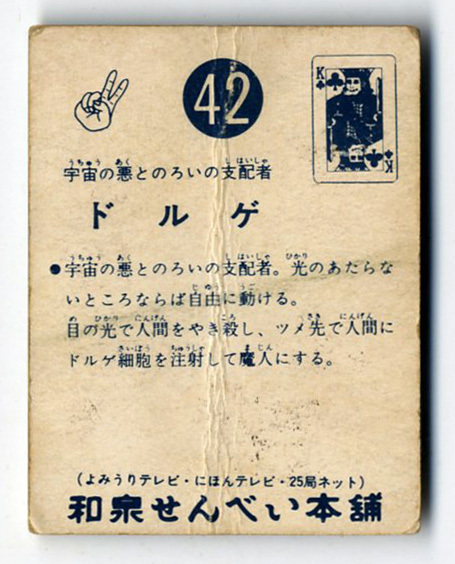 42
K
宇宙の悪とのろいの支配者
ドルゲ
●宇宙の悪とのろいの支配者。光のあたらな
いところならば自由に動ける。
目の光で人間をやき殺し、ツメ先で人間に
ドルゲ細胞を注射して魔人にする。
(よみうりテレビ・にほんテレビ・25局ネット)
和泉せんべい本舗
K